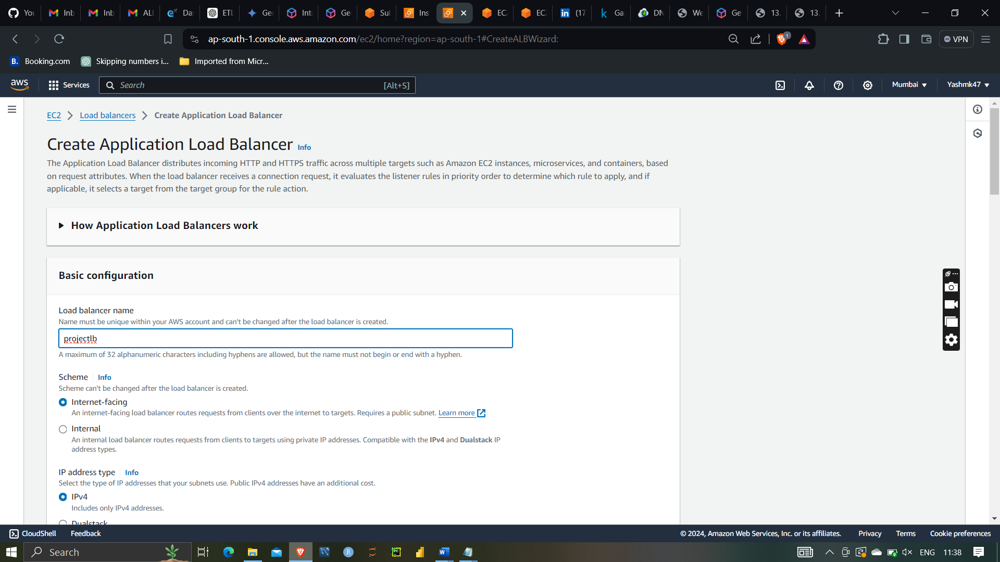 You
Inb
Inb
ALL
Das
ETL
Ge
Int
Ge
Sul
Ins
EC
EC
(17
Ga
DN
We
Ge
13.
13.
ap-south-1.console.aws.amazon.com/ec2/home?region=ap-south-1#CreateALBWizard:
1
VPN
B. Booking.com
Skipping numbers i...
Imported from Micr...
aws
Services
Search
[Alt+S]
Mumbai
Yashmk47
EC2 > Load balancers > Create Application Load Balancer
Create Application Load Balancer Info
The Application Load Balancer distributes incoming HTTP and HTTPS traffic across multiple targets such as Amazon EC2 instances, microservices, and containers, based
on request attributes. When the load balancer receives a connection request, it evaluates the listener rules in priority order to determine which rule to apply, and if
applicable, it selects a target from the target group for the rule action.
How Application Load Balancers work
Basic configuration
Load balancer name
Name must be unique within your AWS account and can't be changed after the load balancer is created.
projectlb
A maximum of 32 alphanumeric characters including hyphens are allowed, but the name must not begin or end with a hyphen.
Scheme Info
Scheme can't be changed after the load balancer is created.
Internet-facing
An internet-facing load balancer routes requests from clients over the internet to targets. Requires a public subnet. Learn more
Internal
An internal load balancer routes requests from clients to targets using private IP addresses. Compatible with the IPv4 and Dualstack IP
address types.
IP address type Info
Select the type of IP addresses that your subnets use. Public IPv4 addresses have an additional cost.
IPv4
Includes only IPv4 addresses.
Dualstack
CloudShell
Feedback
© 2024, Amazon Web Services, Inc. or its affiliates.
Privacy
Terms
Cookie preferences
Search
ENG
11:38